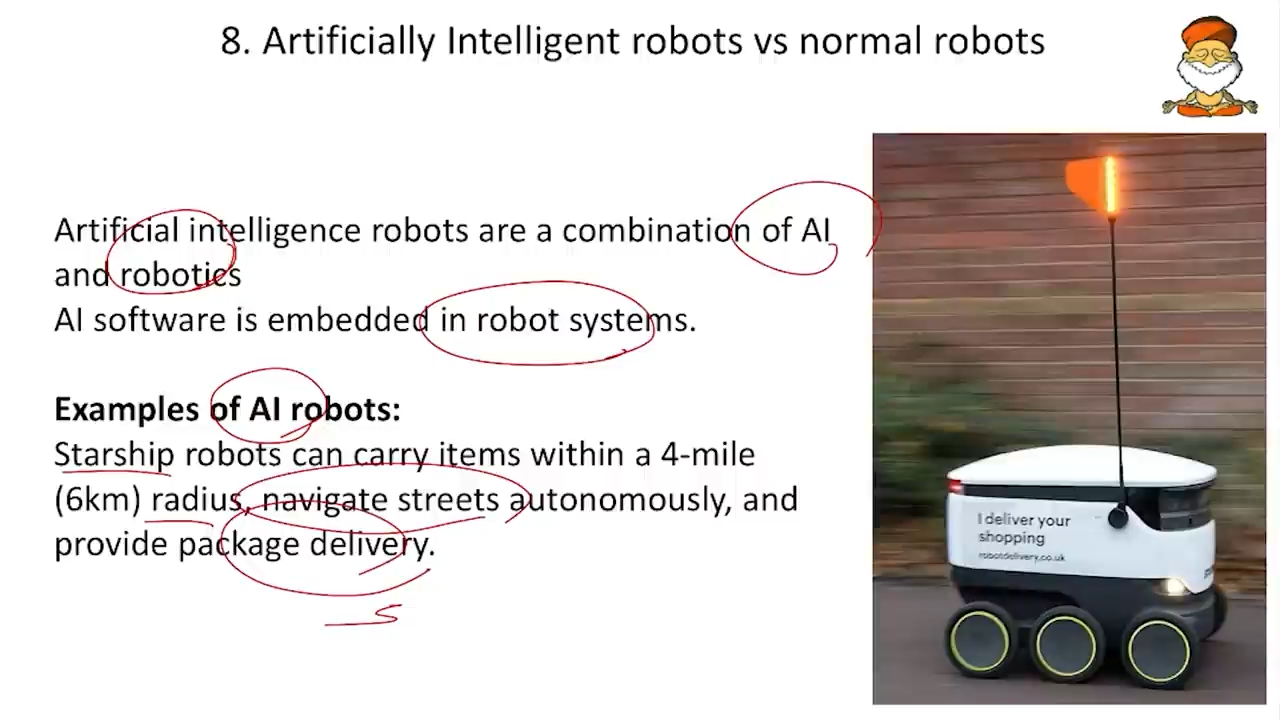 8. Artificially Intelligent robots vs normal robots
Artificial intelligence robots are a combination of AI
and robotics
AI software is embedded in robot systems.
Examples of AI robots:
Starship robots can carry items within a 4-mile
(6km) radius, navigate streets autonomously, and
provide package delivery.
I deliver your
shopping
robotdelivery.co.uk